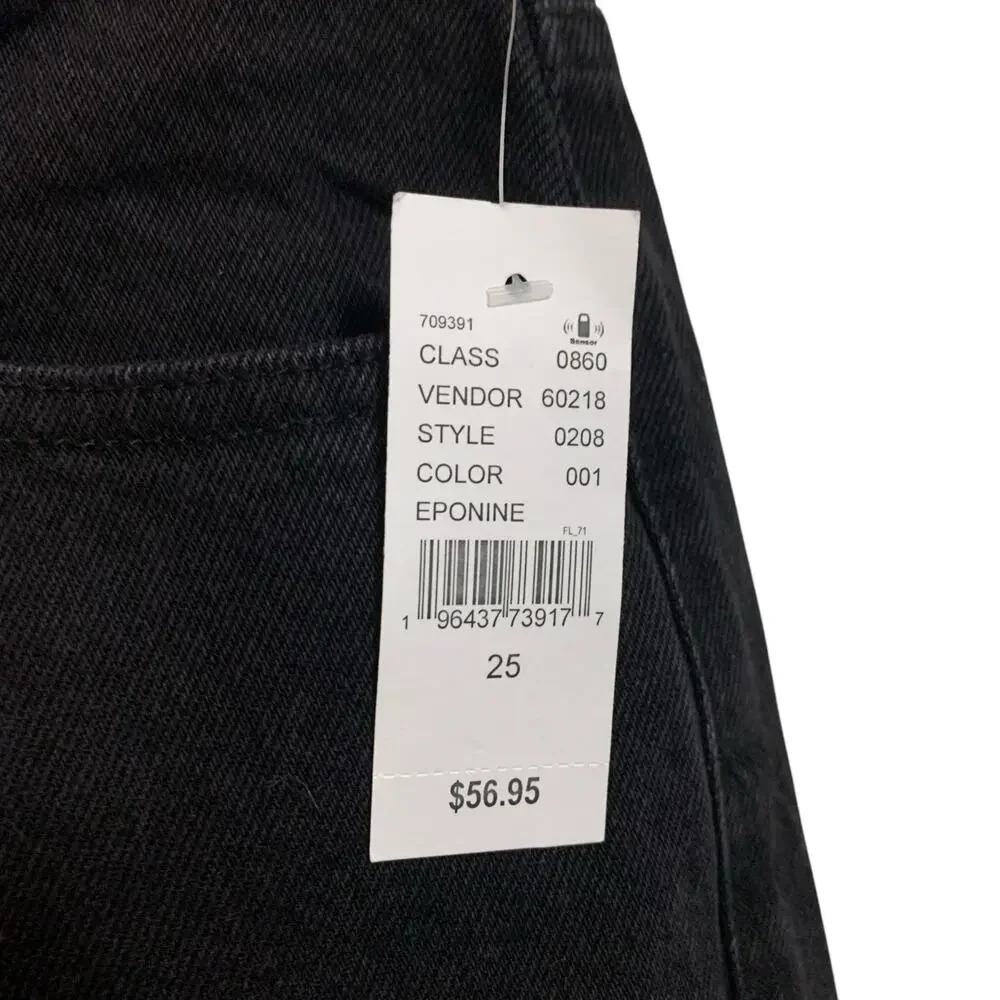 709391
Sensor
CLASS 0860
VENDOR 60218
STYLE 0208
COLOR 001
EPONINE
FL_71
1 96437 73917 7
25
$56.95